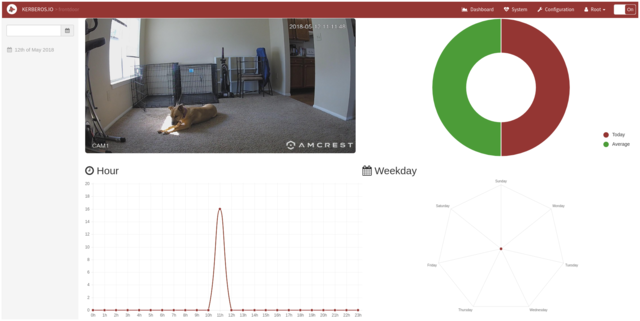 KERBEROS.IO
Dashboard System Configuration Root On
12th of May 2018
2018-05-12 11:11:48
CAM1
AMCREST
Today
Average
Hour
Weekday
20
18
16
14
12
10
8
6
4
2
0
0h 1h 2h 3h 4h 5h 6h 7h 8h 9h 10h 11h 12h 13h 14h 15h 16h 17h 18h 19h 20h 21h 22h 23h
Sunday
Saturday
Monday
Friday
Tuesday
Thursday
Wednesday